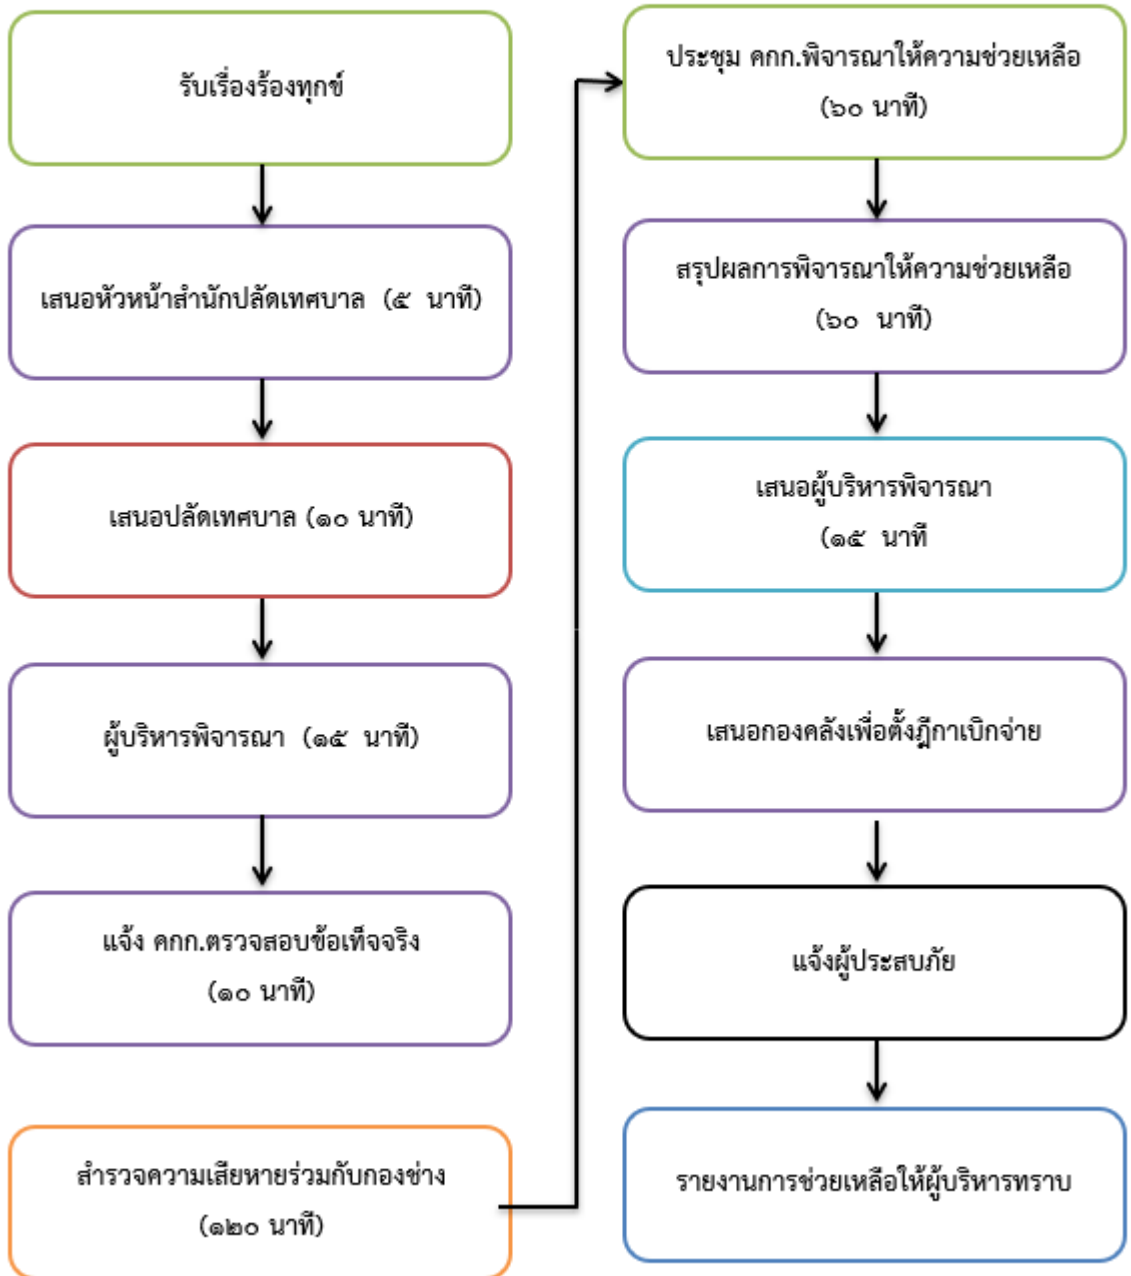 รับเรื่องร้องทุกข์
เสนอหัวหน้าสำนักปลัดเทศบาล (๕ นาที)
เสนอปลัดเทศบาล (๑๐ นาที)
ผู้บริหารพิจารณา (๑๕ นาที)
แจ้ง คกก.ตรวจสอบข้อเท็จจริง
(๑๐ นาที)
สำรวจความเสียหายร่วมกับกองช่าง
(๑๒๐ นาที)
ประชุม คกก.พิจารณาให้ความช่วยเหลือ
(๖๐ นาที)
สรุปผลการพิจารณาให้ความช่วยเหลือ
(๖๐ นาที)
เสนอผู้บริหารพิจารณา
(๑๕ นาที
เสนอกองคลังเพื่อตั้งฎีกาเบิกจ่าย
แจ้งผู้ประสบภัย
รายงานการช่วยเหลือให้ผู้บริหารทราบ